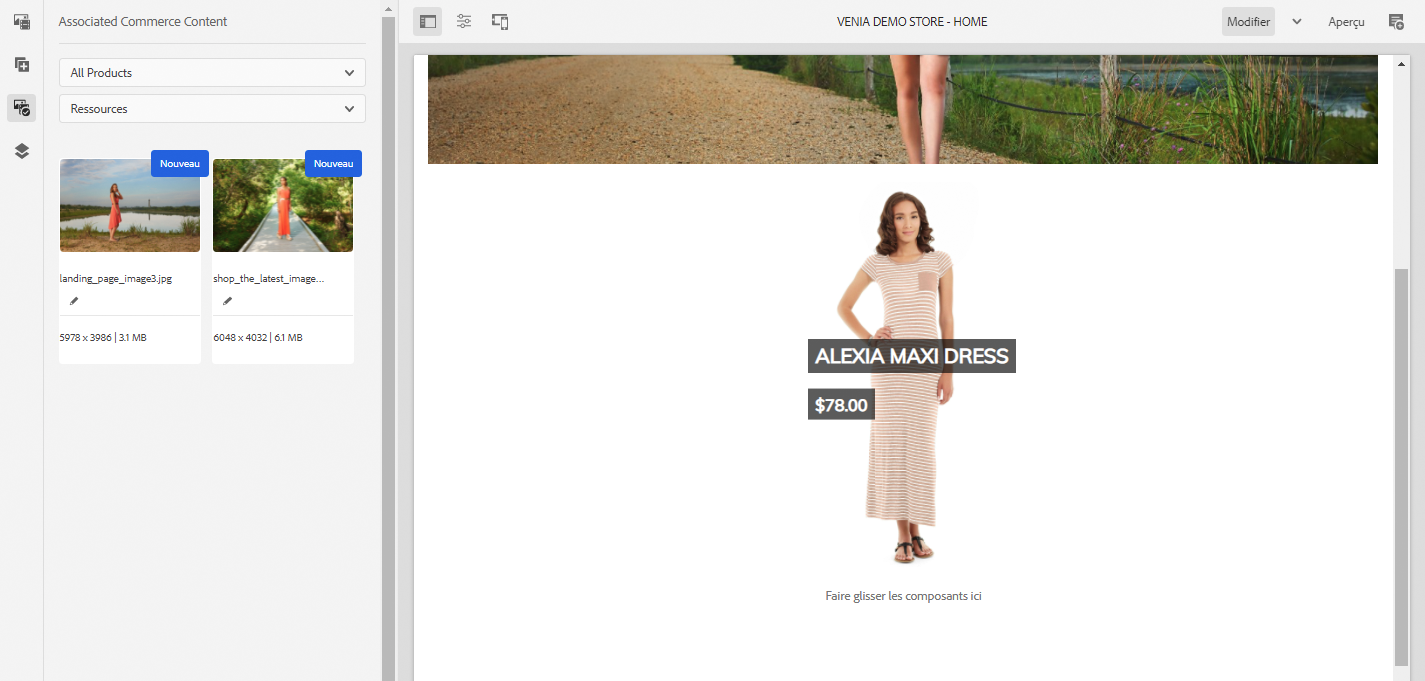 Associated Commerce Content
All Products
Ressources
Nouveau
Nouveau
landing_page_image3.jpg
shop_the_latest_image...
5978 x 3986 | 3.1 MB
6048 x 4032 | 6.1 MB
VENIA DEMO STORE - HOME
Modifier
Aperçu
ALEXIA MAXI DRESS
$78.00
Faire glisser les composants ici